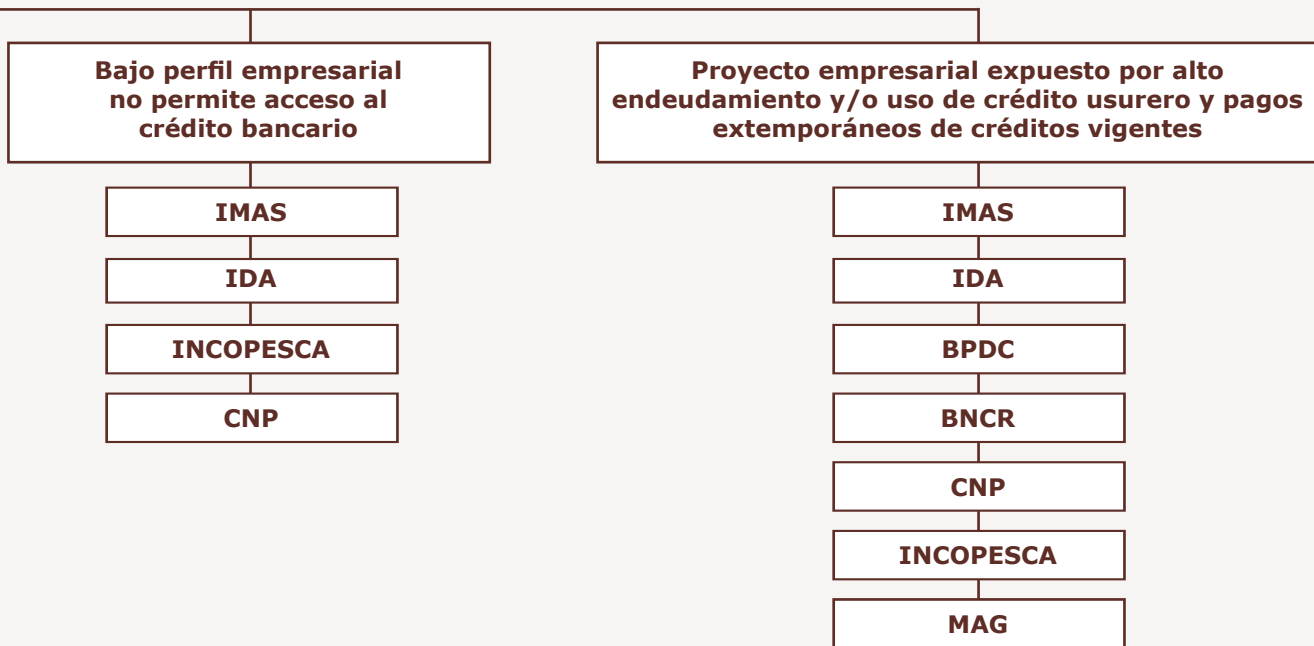 Bajo perfil empresarial
no permite acceso al
crédito bancario
IMAS
IDA
INCOPESCA
CNP
Proyecto empresarial expuesto por alto
endeudamiento y/o uso de crédito usurero y pagos
extemporáneos de créditos vigentes
IMAS
IDA
BPDC
BNCR
CNP
INCOPESCA
MAG